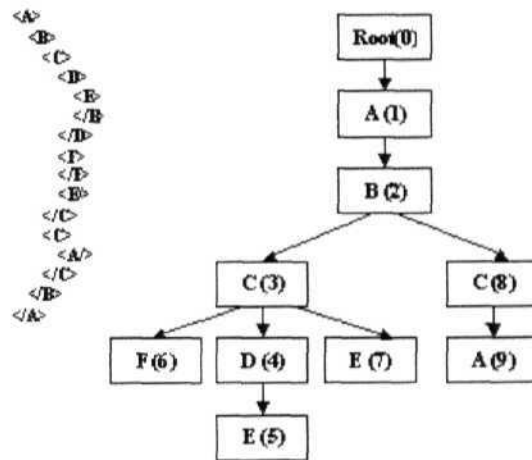 <A>
<B>
<C>
<D>
<E>
</E>
</D>
<F>
</F>
<E>
</C>
<C>
<A/>
</C>
</B>
</A>
Root(0)
A (1)
B (2)
C (3)
C (8)
F (6)
D (4)
E (7)
A (9)
E (5)